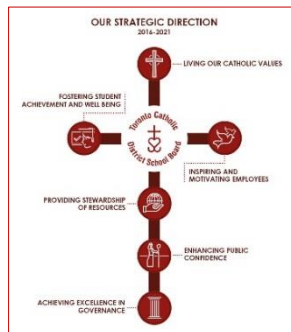 OUR STRATEGIC DIRECTION
2016-2021
LIVING OUR CATHOLIC VALUES
FOSTERING STUDENT
ACHIEVEMENT AND WELL BEING
Toronto Catholic
District School Board
INSPIRING AND
MOTIVATING EMPLOYEES
PROVIDING STEWARDSHIP
OF RESOURCES
ENHANCING PUBLIC
CONFIDENCE
ACHIEVING EXCELLENCE IN
GOVERNANCE